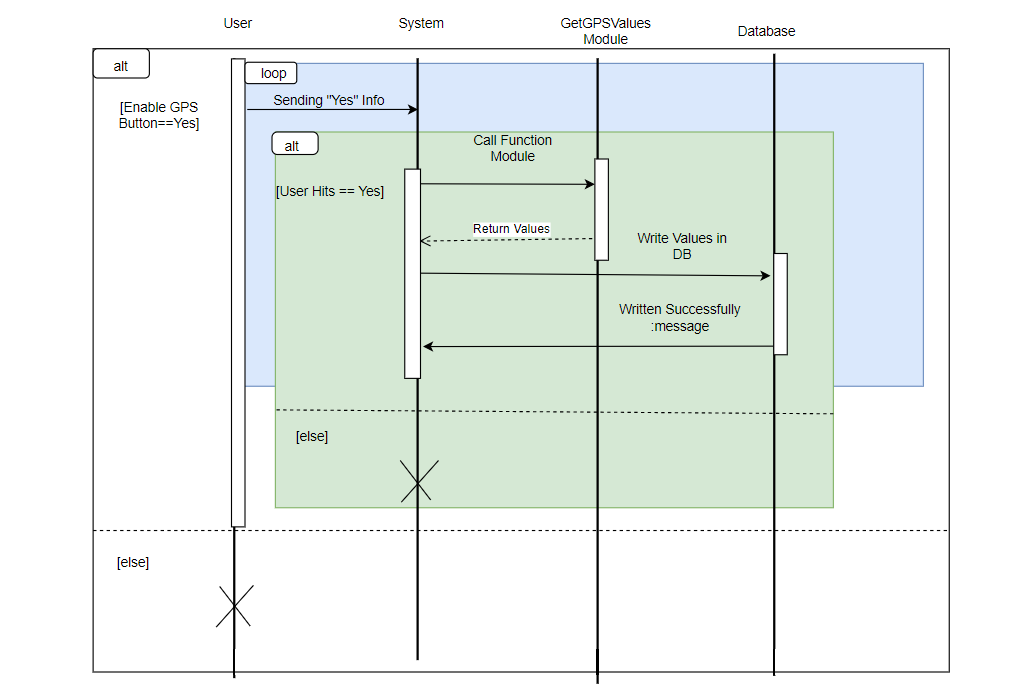 User
System
GetGPSValues
Module
Database
alt
loop
[Enable GPS
Button==Yes]
Sending "Yes" Info
alt
Call Function
Module
[User Hits == Yes]
Return Values
Write Values in
DB
Written Successfully
:message
[else]
[else]